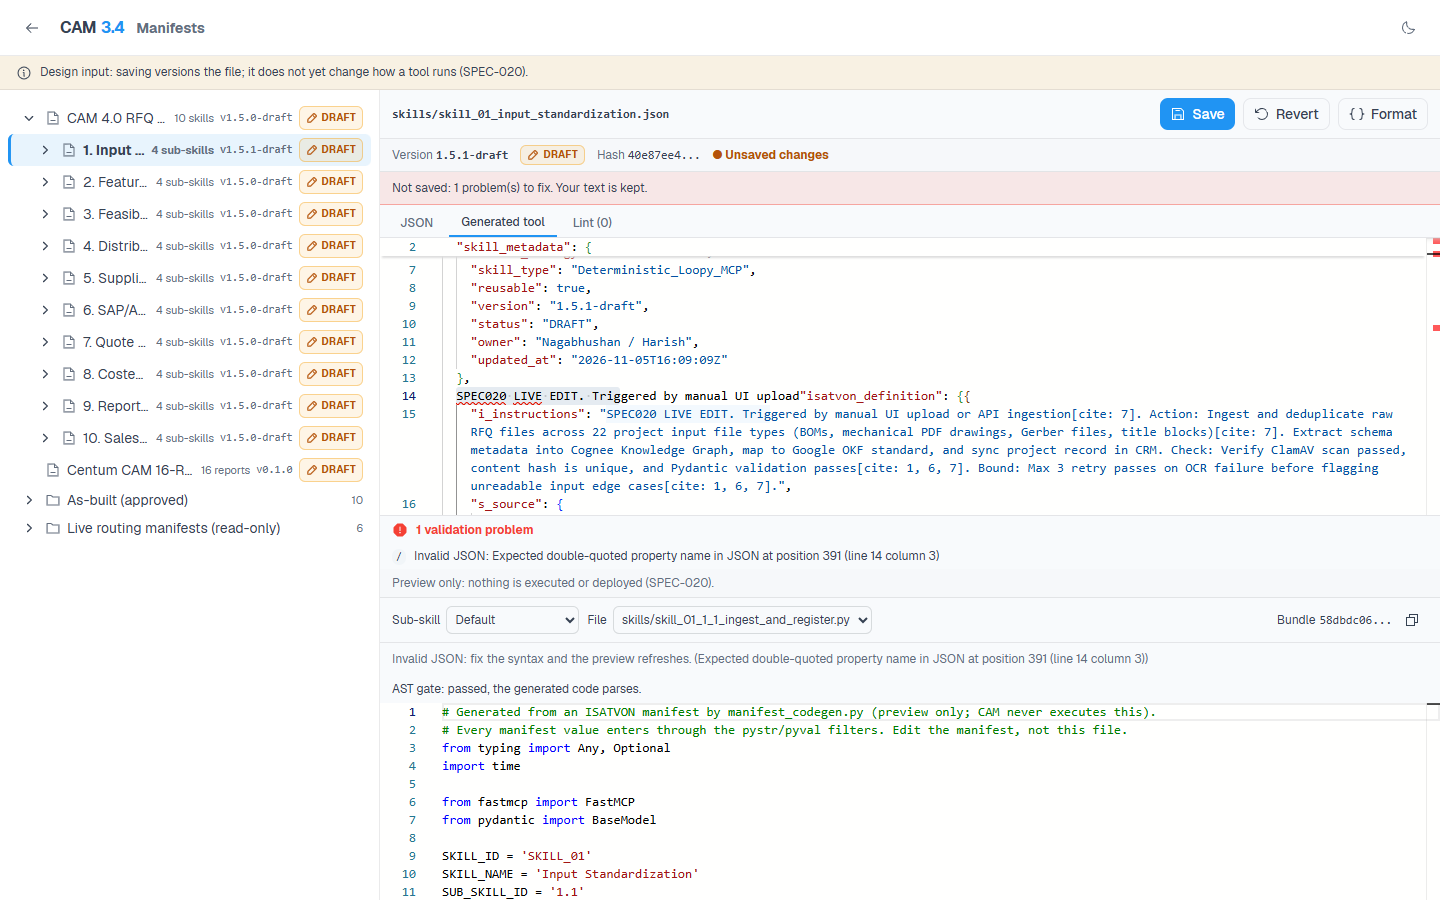 CAM 3.4 Manifests
Design input: saving versions the file; it does not yet change how a tool runs (SPEC-020).
CAM 4.0 RFQ ... 10 skills v1.5.0-draft DRAFT
1. Input ... 4 sub-skills v1.5.1-draft DRAFT
2. Featur... 4 sub-skills v1.5.0-draft DRAFT
3. Feasib... 4 sub-skills v1.5.0-draft DRAFT
4. Distrib... 4 sub-skills v1.5.0-draft DRAFT
5. Suppli... 4 sub-skills v1.5.0-draft DRAFT
6. SAP/A... 4 sub-skills v1.5.0-draft DRAFT
7. Quote ... 4 sub-skills v1.5.0-draft DRAFT
8. Coste... 4 sub-skills v1.5.0-draft DRAFT
9. Report... 4 sub-skills v1.5.0-draft DRAFT
10. Sales... 4 sub-skills v1.5.0-draft DRAFT
Centum CAM 16-R... 16 reports v0.1.0 DRAFT
As-built (approved) 10
Live routing manifests (read-only) 6
skills/skill_01_input_standardization.json Save Revert {} Format
Version 1.5.1-draft DRAFT Hash 40e87ee4... Unsaved changes
Not saved: 1 problem(s) to fix. Your text is kept.
JSON Generated tool Lint (0)
2 "skill_metadata": {
7 "skill_type": "Deterministic_Loopy_MCP",
8 "reusable": true,
9 "version": "1.5.1-draft",
10 "status": "DRAFT",
11 "owner": "Nagabhushan / Harish",
12 "updated_at": "2026-11-05T16:09:09Z"
13 },
14 SPEC020 LIVE EDIT. Triggered by manual UI upload"isatvon_definition": {{
15 "i_instructions": "SPEC020 LIVE EDIT. Triggered by manual UI upload or API ingestion[cite: 7]. Action: Ingest and deduplicate raw
RFQ files across 22 project input file types (BOMs, mechanical PDF drawings, Gerber files, title blocks)[cite: 7]. Extract schema
metadata into Cognee Knowledge Graph, map to Google OKF standard, and sync project record in CRM. Check: Verify ClamAV scan passed,
content hash is unique, and Pydantic validation passes[cite: 1, 6, 7]. Bound: Max 3 retry passes on OCR failure before flagging
unreadable input edge cases[cite: 1, 6, 7].",
16 "s_source": {
1 validation problem
/ Invalid JSON: Expected double-quoted property name in JSON at position 391 (line 14 column 3)
Preview only: nothing is executed or deployed (SPEC-020).
Sub-skill Default File skills/skill_01_1_1_ingest_and_register.py Bundle 58dbdc06...
Invalid JSON: fix the syntax and the preview refreshes. (Expected double-quoted property name in JSON at position 391 (line 14 column 3))
AST gate: passed, the generated code parses.
1 # Generated from an ISATVON manifest by manifest_codegen.py (preview only; CAM never executes this).
2 # Every manifest value enters through the pystr/pyval filters. Edit the manifest, not this file.
3 from typing import Any, Optional
4 import time
5
6 from fastmcp import FastMCP
7 from pydantic import BaseModel
8
9 SKILL_ID = 'SKILL_01'
10 SKILL_NAME = 'Input Standardization'
11 SUB_SKILL_ID = '1.1'